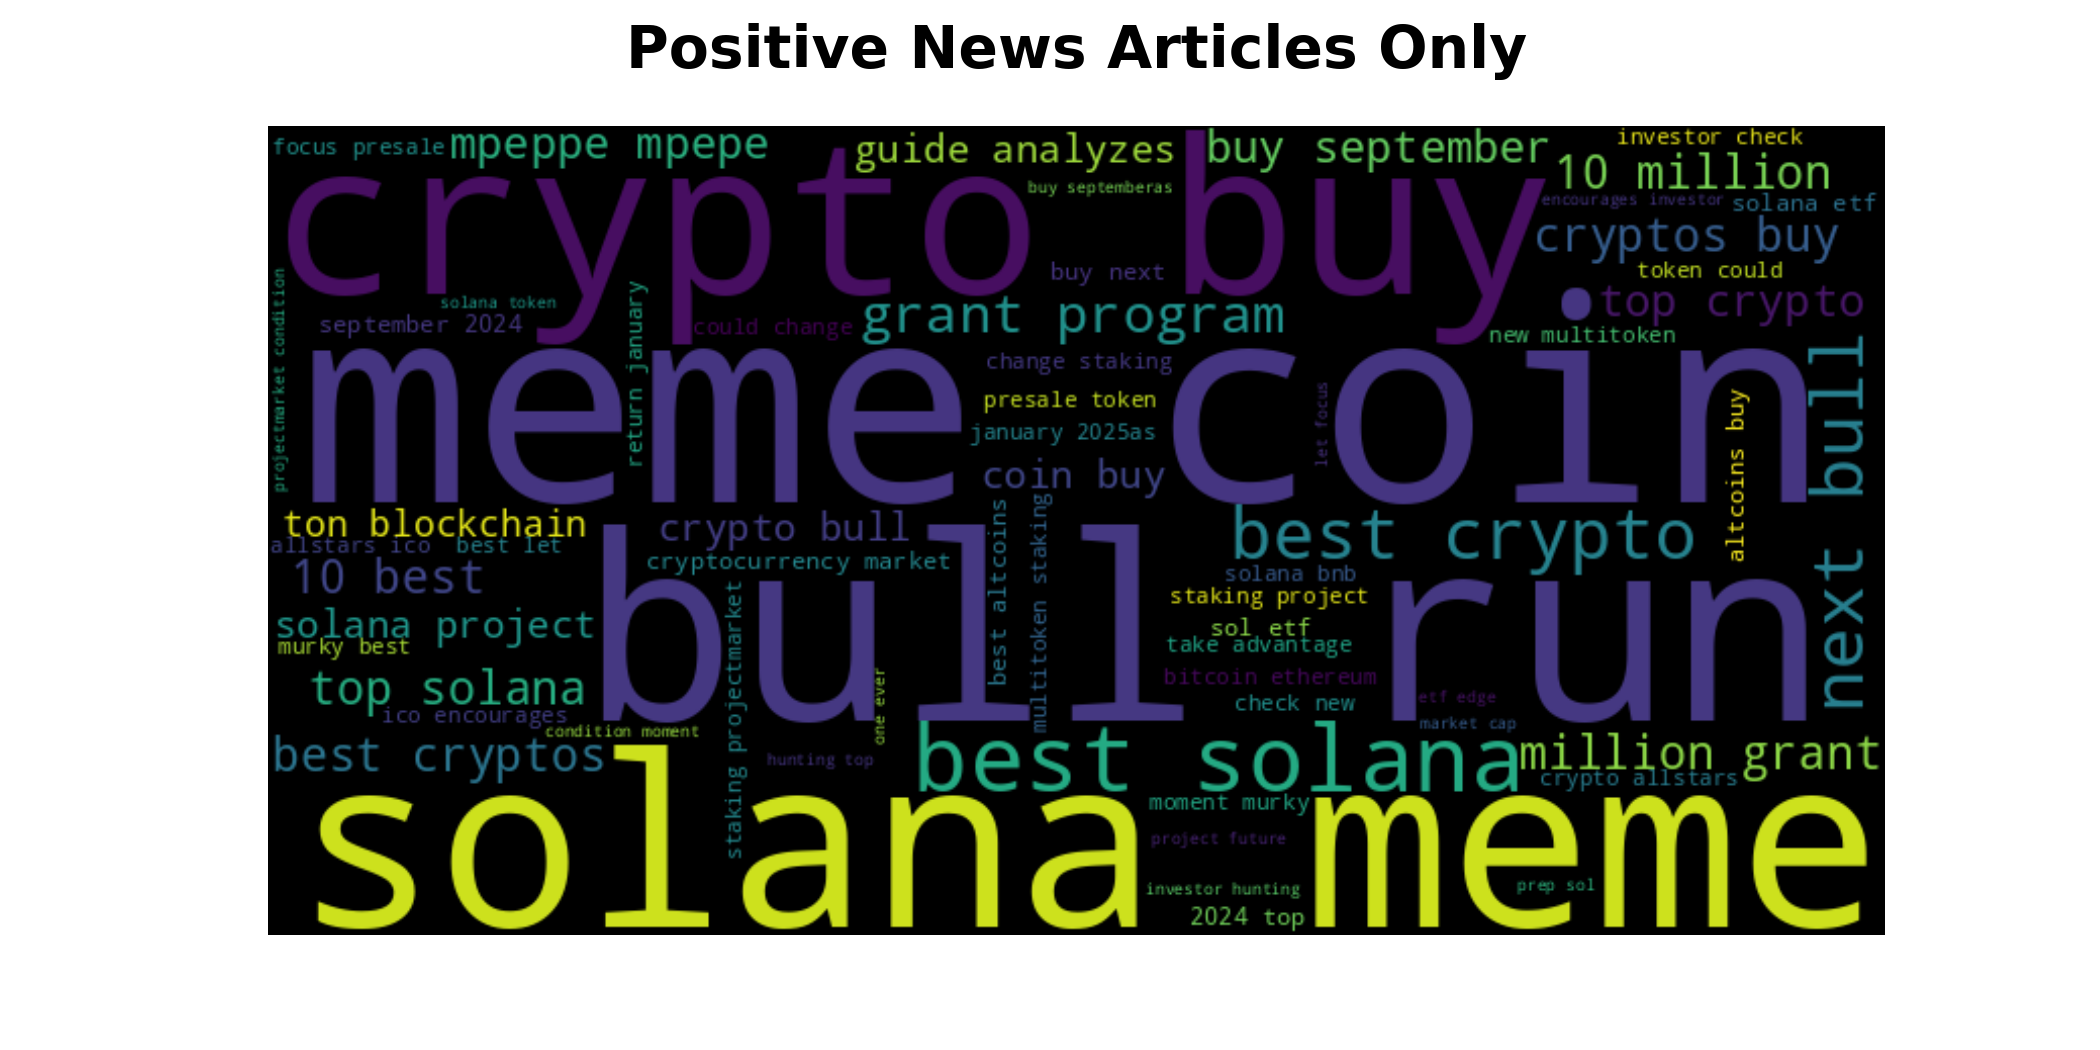 Positive News Articles Only
focus presale
mpeppe mpepe
guide analyzes
buy september
investor check
10 million
crypto buy
buy septemberas
encourages investor
solana etf
cryptos buy
buy next
token could
projectmarket condition
solana token
september 2024
return january
could change
grant program
top crypto
new multitoken
meme coin
change staking
presale token
january 2025as
coin buy
let focus
altcoins buy
next bull
ton blockchain
crypto bull
best crypto
allstars ico
best let
cryptocurrency market
10 best
bull run
best altcoins
multitoken staking
solana bnb
staking project
solana project
sol etf
murky best
take advantage
staking projectmarket
bitcoin ethereum
top solana
one ever
check new
etf edge
ico encourages
market cap
condition moment
best cryptos
hunting top
best solana
million grant
crypto allstars
solana meme
moment murky
project future
investor hunting
prep sol
2024 top